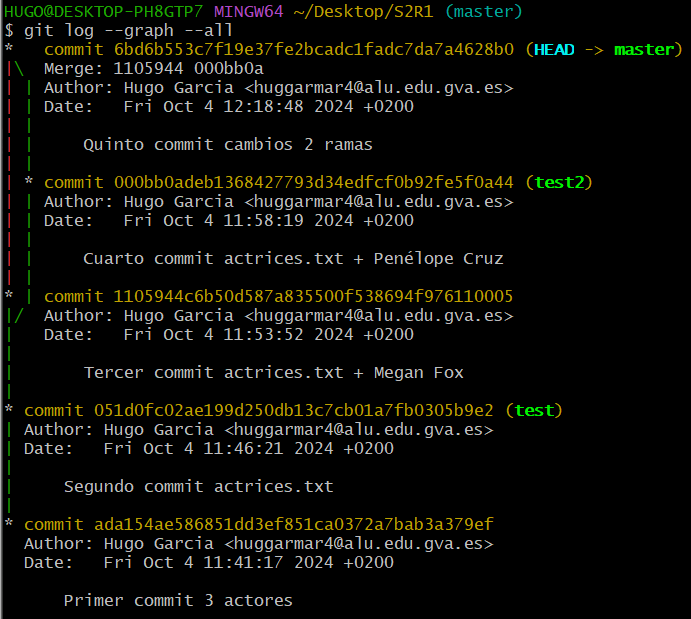 HUGO@DESKTOP-PH8GTP7 MINGW64 ~/Desktop/S2R1 (master)
$ git log --graph --all
*   commit 6bd6b553c7f19e37fe2bcadc1fadc7da7a4628b0 (HEAD -> master)
|\  Merge: 1105944 000bb0a
| | Author: Hugo Garcia <huggarmar4@alu.edu.gva.es>
| | Date:   Fri Oct 4 12:18:48 2024 +0200
| |
| |     Quinto commit cambios 2 ramas
| |
| * commit 000bb0adeb1368427793d34edfcf0b92fe5f0a44 (test2)
| | Author: Hugo Garcia <huggarmar4@alu.edu.gva.es>
| | Date:   Fri Oct 4 11:58:19 2024 +0200
| |
| |     Cuarto commit actrices.txt + Penélope Cruz
| |
* | commit 1105944c6b50d587a835500f538694f976110005
|/  Author: Hugo Garcia <huggarmar4@alu.edu.gva.es>
|   Date:   Fri Oct 4 11:53:52 2024 +0200
|
|       Tercer commit actrices.txt + Megan Fox
|
* commit 051d0fc02ae199d250db13c7cb01a7fb0305b9e2 (test)
| Author: Hugo Garcia <huggarmar4@alu.edu.gva.es>
| Date:   Fri Oct 4 11:46:21 2024 +0200
|
|     Segundo commit actrices.txt
|
* commit ada154ae586851dd3ef851ca0372a7bab3a379ef
  Author: Hugo Garcia <huggarmar4@alu.edu.gva.es>
  Date:   Fri Oct 4 11:41:17 2024 +0200

      Primer commit 3 actores